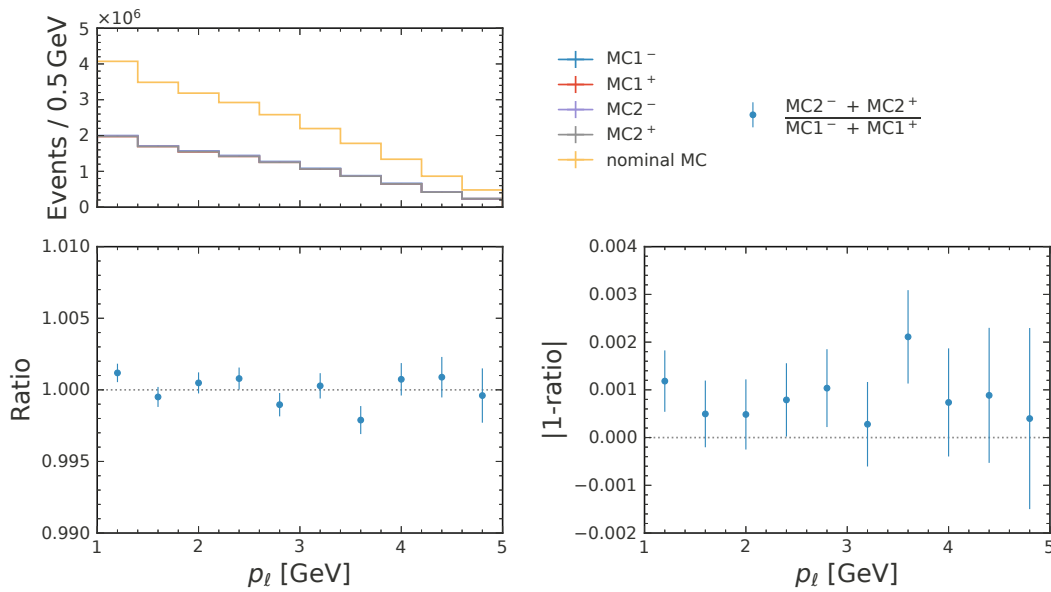 ×10⁶
Events / 0.5 GeV
5
4
3
2
1
0
MC1⁻
MC1⁺
MC2⁻
MC2⁺
nominal MC
MC2⁻ + MC2⁺
MC1⁻ + MC1⁺
Ratio
1.010
1.005
1.000
0.995
0.990
1 2 3 4 5
pℓ [GeV]
|1-ratio|
0.004
0.003
0.002
0.001
0.000
−0.001
−0.002
1 2 3 4 5
pℓ [GeV]